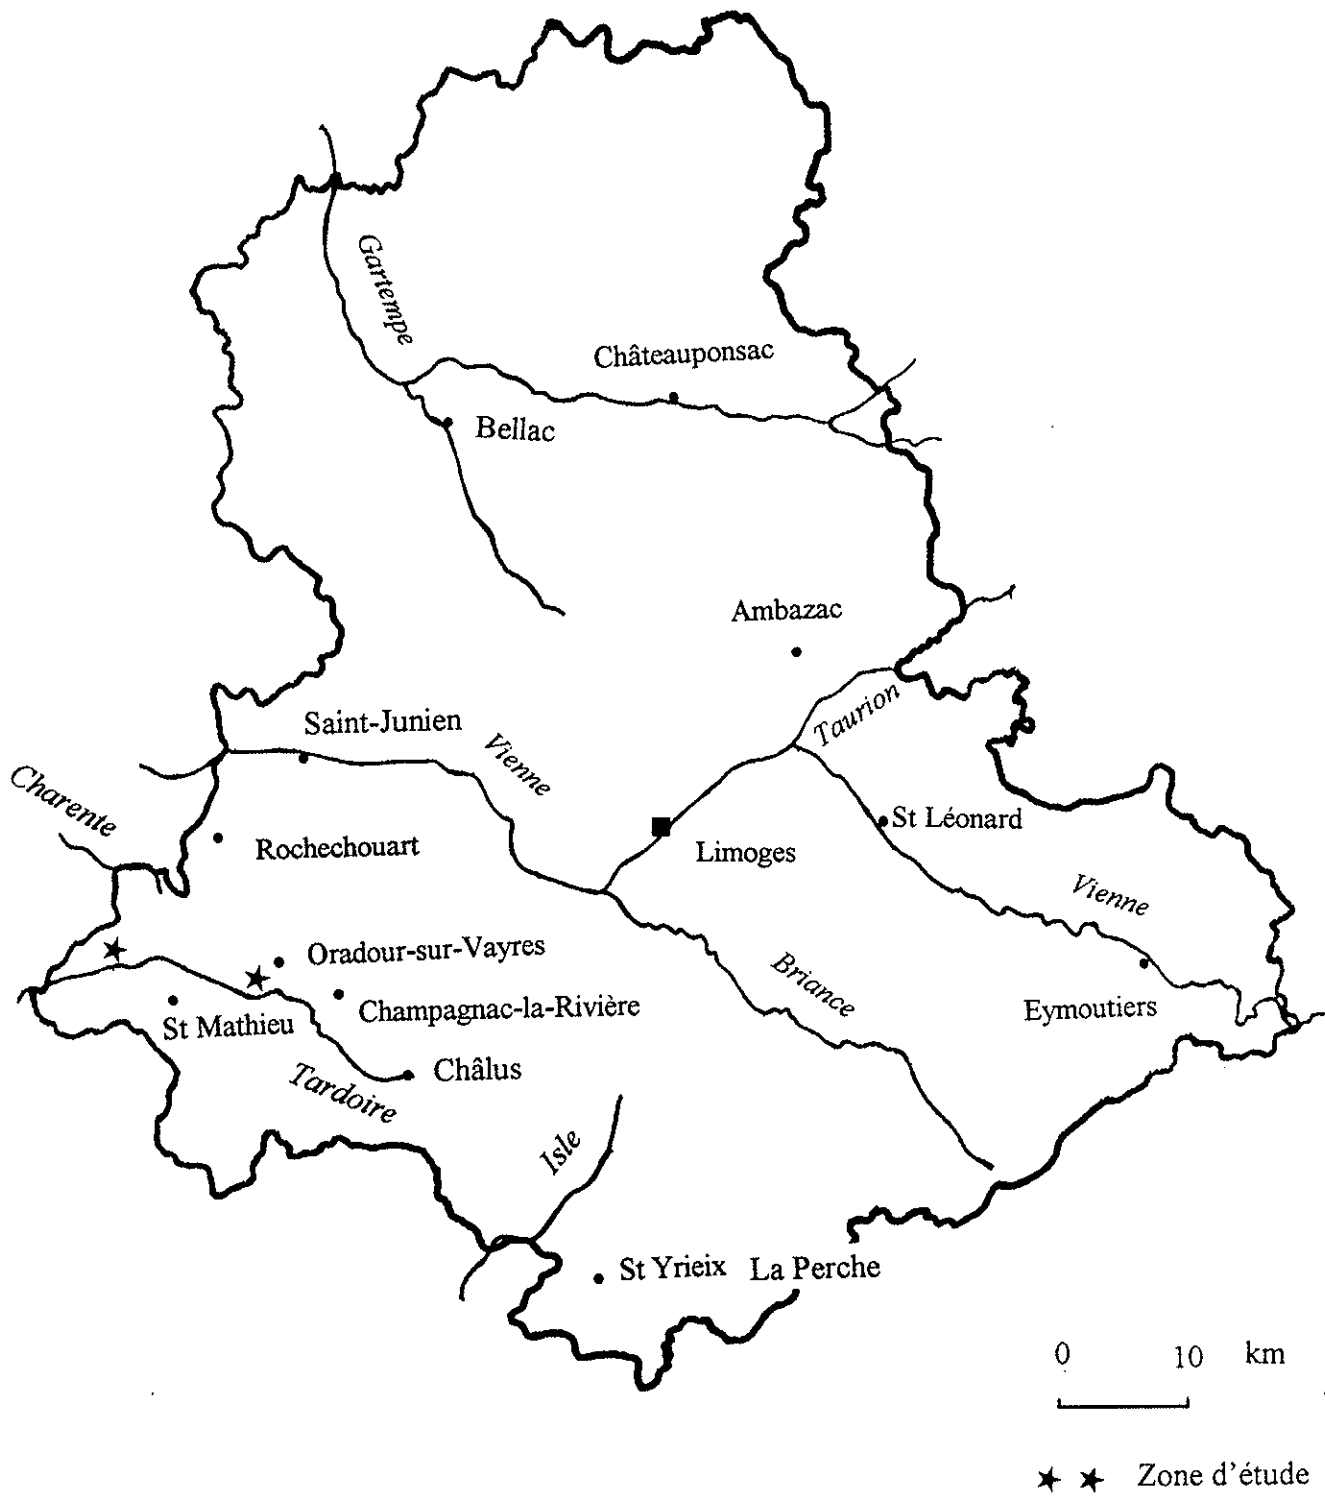 Gartempe
Châteauponsac
Bellac
Ambazac
Taurion
Saint-Junien
Vienne
Charente
Rochechouart
St Léonard
Limoges
Vienne
Oradour-sur-Vayres
Briance
Champagnac-la-Rivière
Eymoutiers
St Mathieu
Châlus
Tardoire
Isle
St Yrieix La Perche
0 10 km
Zone d'étude